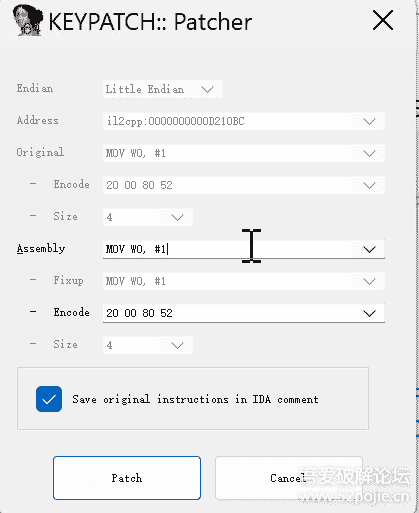 KEYPATCH:: Patcher
Endian Little Endian
Address il2cpp:0000000000D210BC
Original MOV W0, #1
- Encode 20 00 80 52
- Size 4
Assembly MOV W0, #1
- Fixup MOV W0, #1
- Encode 20 00 80 52
- Size 4
Save original instructions in IDA comment
Patch Cancel
吾爱破解论坛
www.52pojie.cn